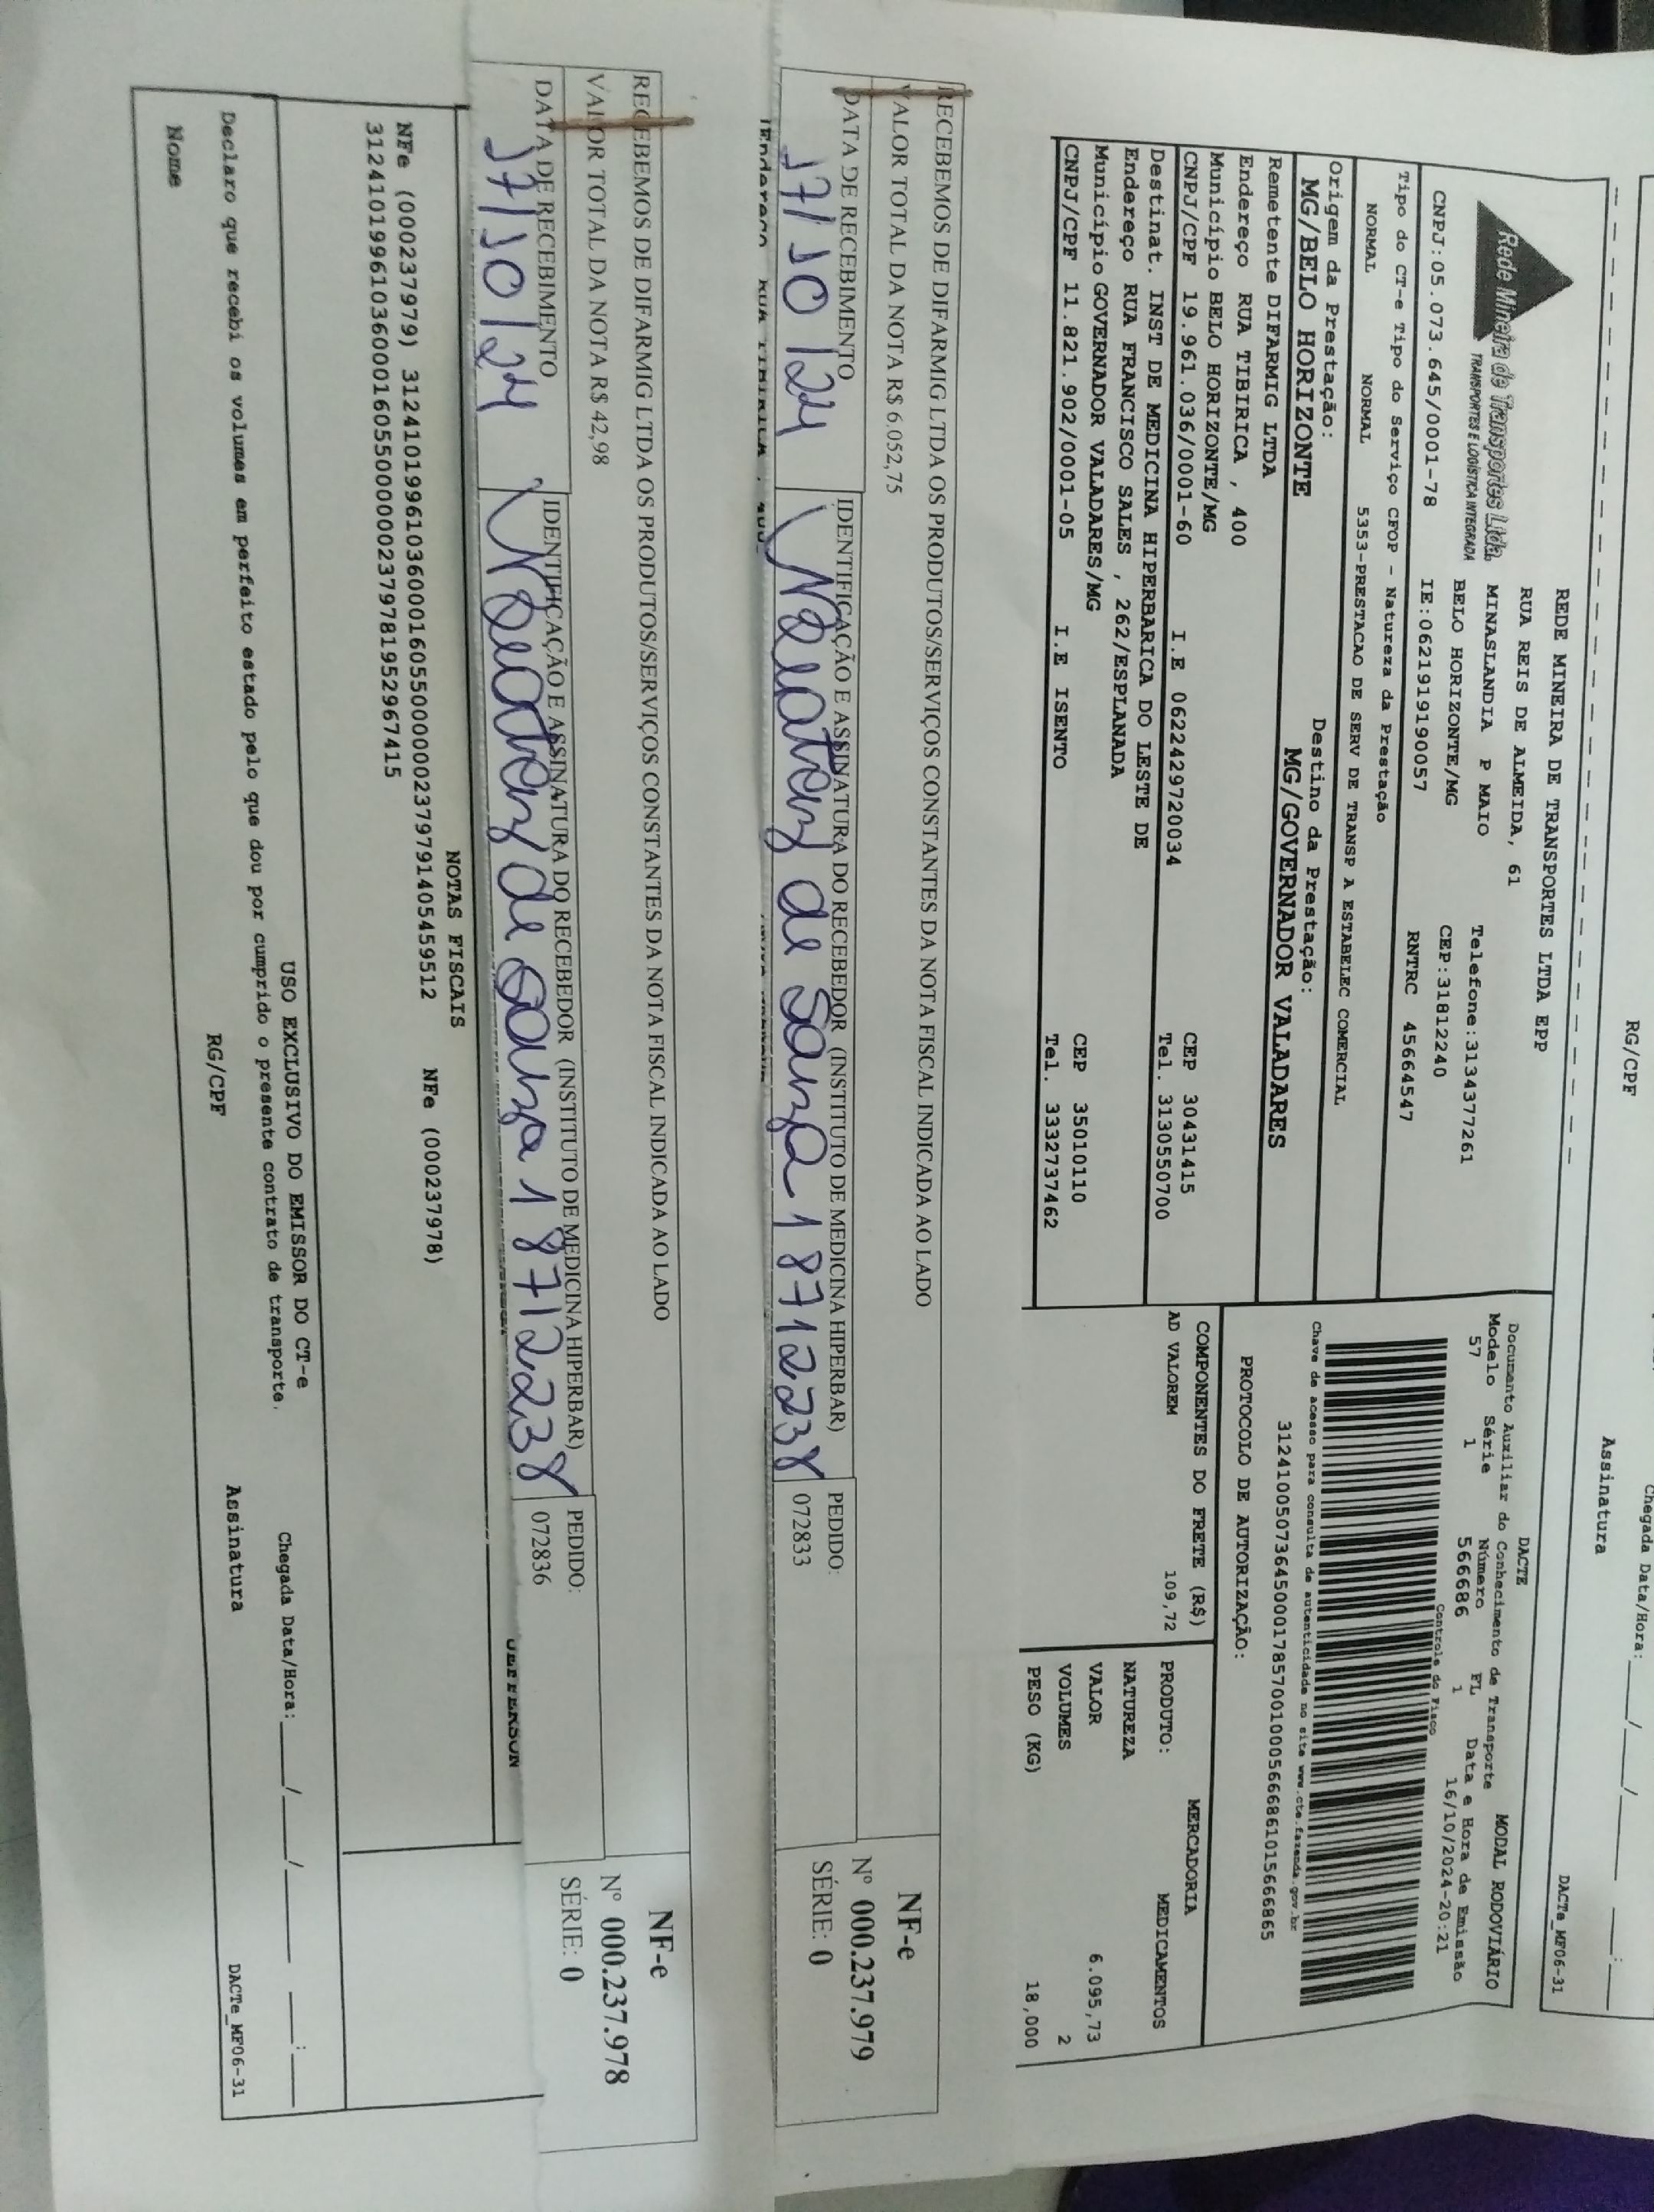 RG/CPF
Assinatura
Chegada Data/Hora:___/___/_____ ___:___
DACTe_MF06-31
Rede Mineira de Transportes Ltda.
TRANSPORTES E LOGÍSTICA INTEGRADA
REDE MINEIRA DE TRANSPORTES LTDA EPP
RUA REIS DE ALMEIDA, 61
MINASLANDIA P MAIO Telefone:3134377261
BELO HORIZONTE/MG CEP:31812240
CNPJ:05.073.645/0001-78 IE:0621919190057 RNTRC 45664547
DACTE
Documento Auxiliar do Conhecimento de Transporte MODAL RODOVIÁRIO
Modelo Série Número FL Data e Hora de Emissão
57 1 566686 1 16/10/2024-20:21
Controle do Fisco
Chave de acesso para consulta de autenticidade no site www.cte.fazenda.gov.br
31241005073645000178570010005666861015666865
PROTOCOLO DE AUTORIZAÇÃO:
Tipo do CT-e Tipo do Serviço CFOP - Natureza da Prestação
NORMAL NORMAL 5353-PRESTACAO DE SERV DE TRANSP A ESTABELEC COMERCIAL
Origem da Prestação: Destino da Prestação:
MG/BELO HORIZONTE MG/GOVERNADOR VALADARES
Remetente DIFARMIG LTDA
Endereço RUA TIBIRICA , 400
Município BELO HORIZONTE/MG CEP 30431415
CNPJ/CPF 19.961.036/0001-60 I.E 0622429720034 Tel. 3130550700
Destinat. INST DE MEDICINA HIPERBARICA DO LESTE DE
Endereço RUA FRANCISCO SALES , 262/ESPLANADA
Município GOVERNADOR VALADARES/MG CEP 35010110
CNPJ/CPF 11.821.902/0001-05 I.E ISENTO Tel. 3332737462
COMPONENTES DO FRETE (R$)
AD VALOREM 109,72
MERCADORIA
PRODUTO: MEDICAMENTOS
NATUREZA
VALOR 6.095,73
VOLUMES 2
PESO (KG) 18,000
RECEBEMOS DE DIFARMIG LTDA OS PRODUTOS/SERVIÇOS CONSTANTES DA NOTA FISCAL INDICADA AO LADO
VALOR TOTAL DA NOTA R$ 6.052,75
DATA DE RECEBIMENTO IDENTIFICAÇÃO E ASSINATURA DO RECEBEDOR (INSTITUTO DE MEDICINA HIPERBAR) PEDIDO:
17/10/24 de Souza 18712238 072833
NF-e
Nº 000.237.979
SÉRIE: 0
RECEBEMOS DE DIFARMIG LTDA OS PRODUTOS/SERVIÇOS CONSTANTES DA NOTA FISCAL INDICADA AO LADO
VALOR TOTAL DA NOTA R$ 42,98
DATA DE RECEBIMENTO IDENTIFICAÇÃO E ASSINATURA DO RECEBEDOR (INSTITUTO DE MEDICINA HIPERBAR) PEDIDO:
17/10/24 de Souza 18712238 072836
NF-e
Nº 000.237.978
SÉRIE: 0
JEFFERSON
NOTAS FISCAIS
NFe (000237979) 31241019961036000160550000002379791405459512 NFe (000237978)
31241019961036000160550000002379781952967415
USO EXCLUSIVO DO EMISSOR DO CT-e
Declaro que recebi os volumes em perfeito estado pelo que dou por cumprido o presente contrato de transporte.
Chegada Data/Hora:___/___/_____ ___:___
Nome RG/CPF Assinatura
DACTe_MF06-31